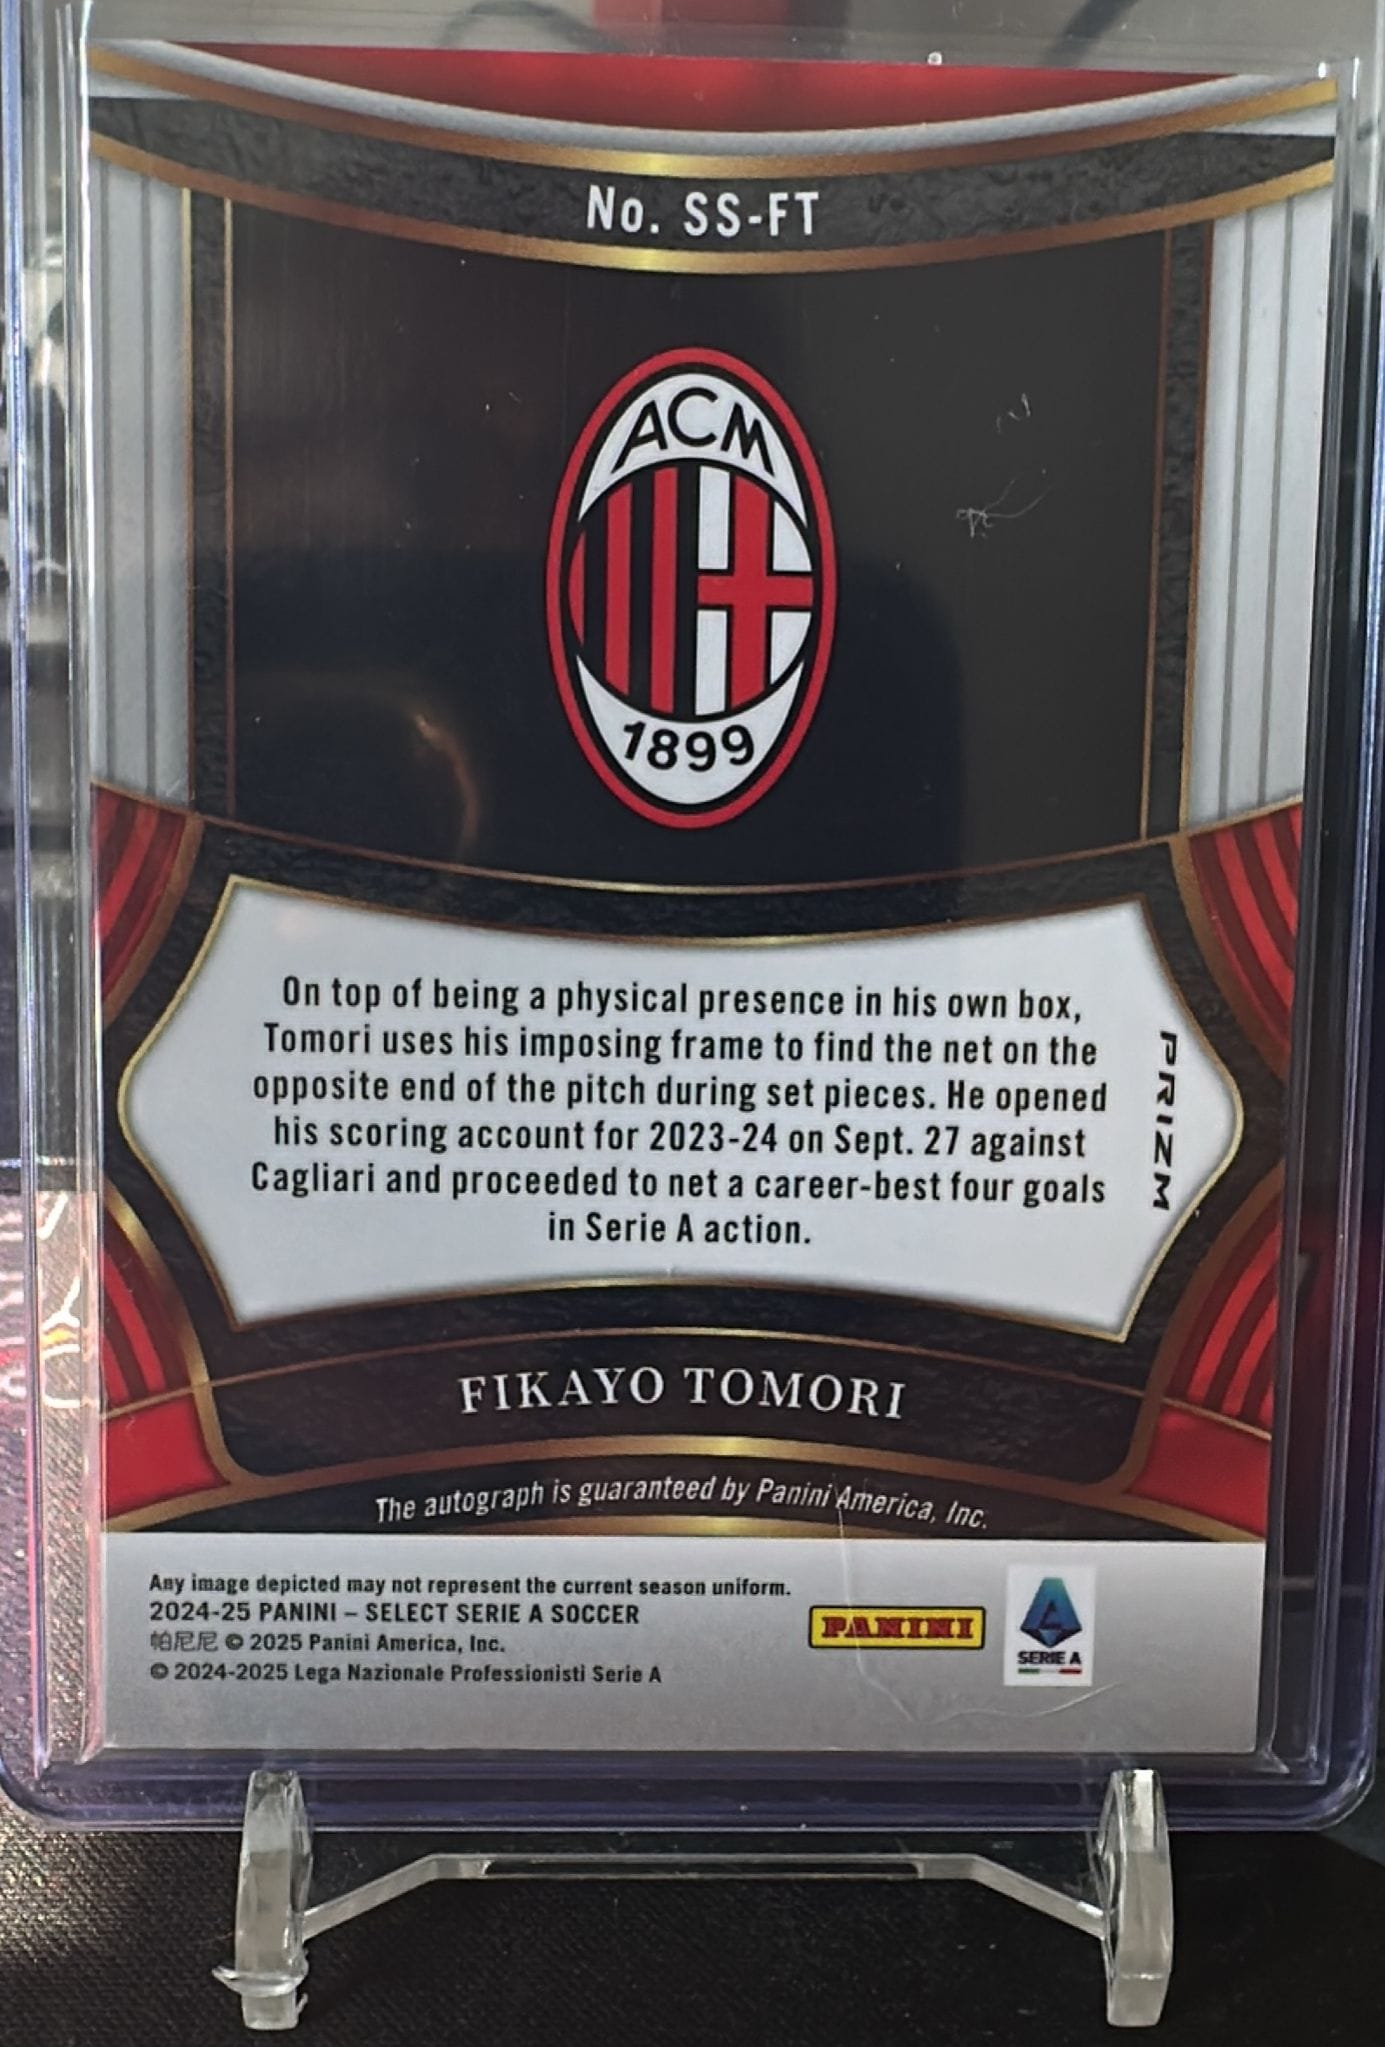 No. SS-FT
ACM
1899
On top of being a physical presence in his own box,
Tomori uses his imposing frame to find the net on the
opposite end of the pitch during set pieces. He opened
his scoring account for 2023-24 on Sept. 27 against
Cagliari and proceeded to net a career-best four goals
in Serie A action.
PRIZM
FIKAYO TOMORI
The autograph is guaranteed by Panini America, Inc.
Any image depicted may not represent the current season uniform.
2024-25 PANINI – SELECT SERIE A SOCCER
帕尼尼 © 2025 Panini America, Inc.
© 2024-2025 Lega Nazionale Professionisti Serie A
PANINI
SERIE A